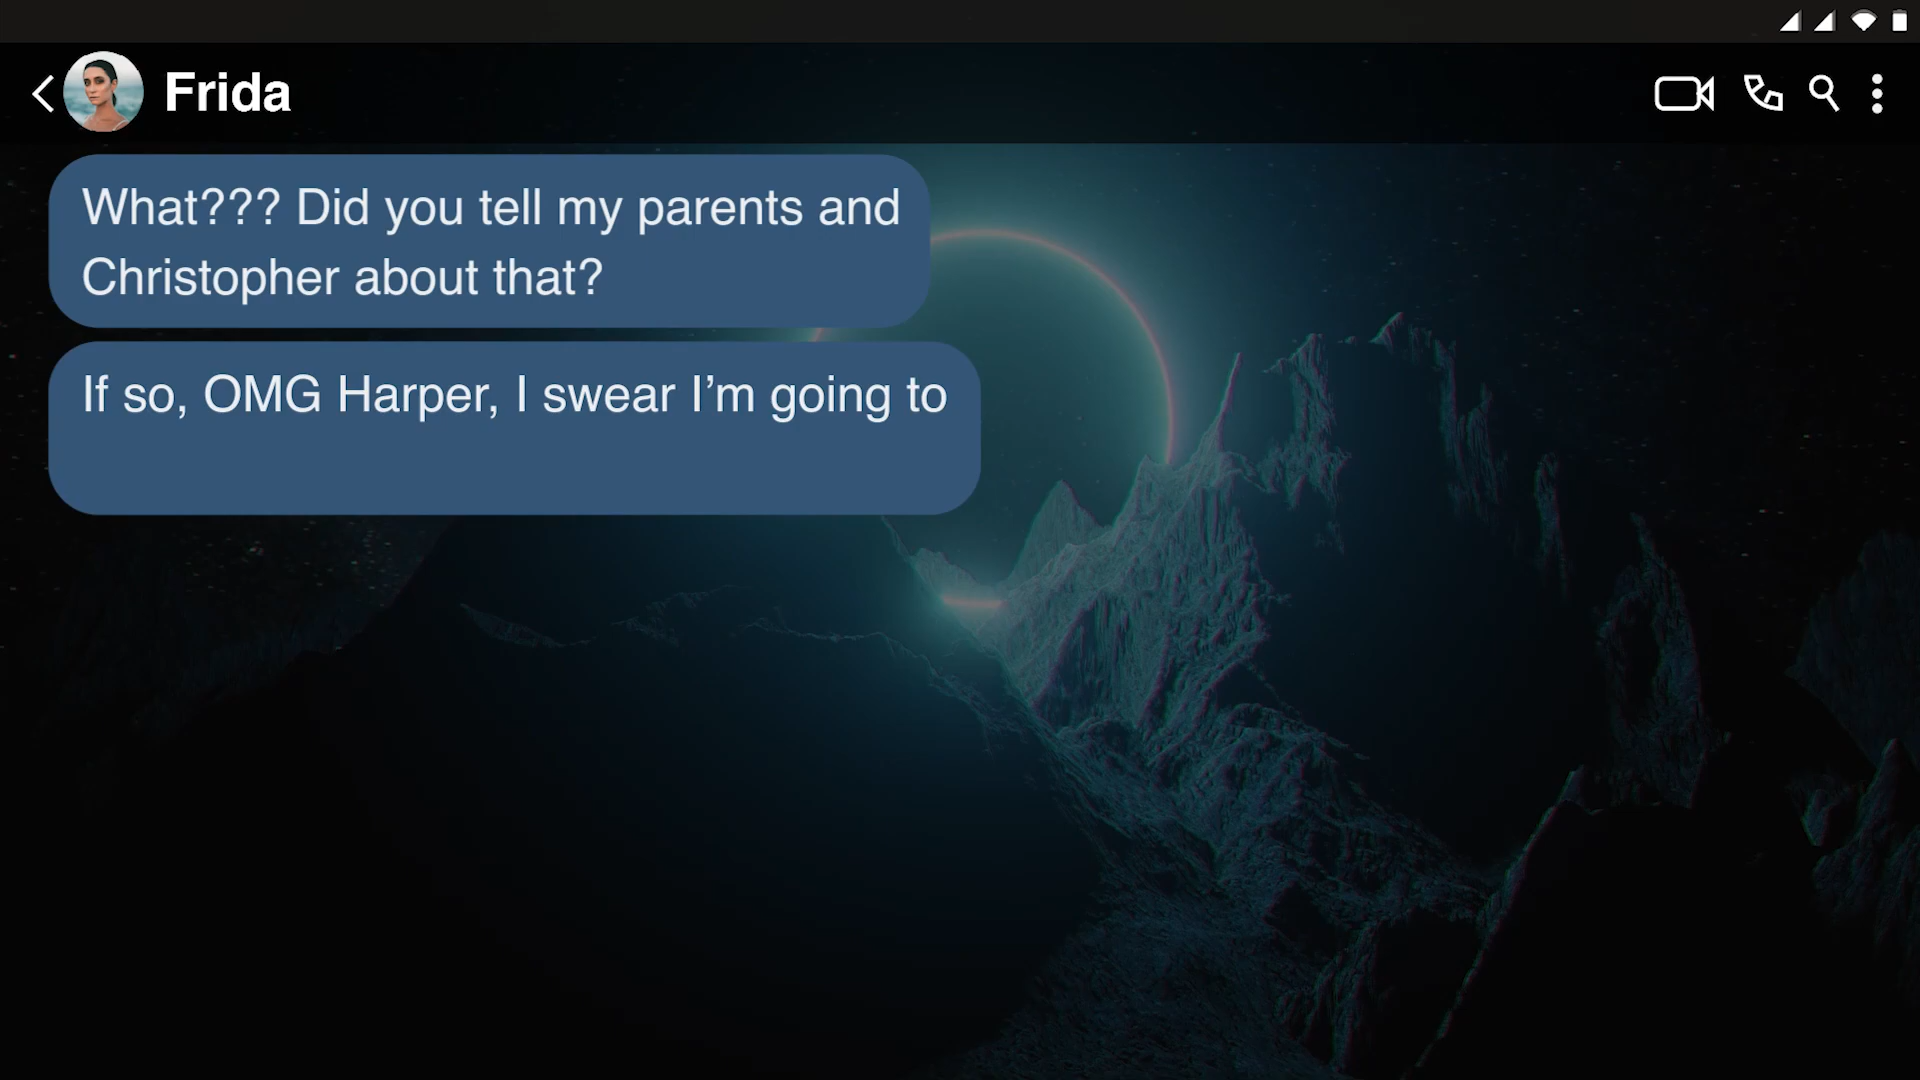 Frida
What??? Did you tell my parents and
Christopher about that?
If so, OMG Harper, I swear I’m going to